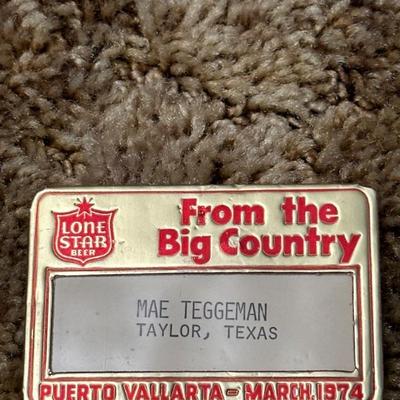 LONE
STAR
BEER
From the
Big Country
MAE TEGGEMAN
TAYLOR, TEXAS
PUERTO VALLARTA - MARCH, 1974